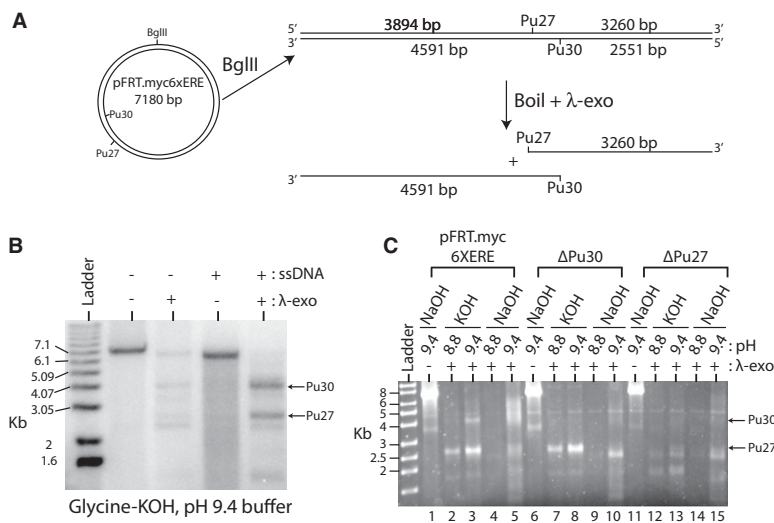 A
BglII
pFRT.myc6xERE
7180 bp
Pu30
Pu27
BglII
5′ 3894 bp Pu27 3260 bp 3′
3′ 4591 bp Pu30 2551 bp 5′
Boil + λ-exo
Pu27
3260 bp 3′
+
3′ 4591 bp Pu30
B
Ladder
- - + + : ssDNA
- + - + : λ-exo
7.1
6.1
5.09
4.07
3.05
Kb
2
1.6
Pu30
Pu27
Glycine-KOH, pH 9.4 buffer
C
pFRT.myc
6XERE ΔPu30 ΔPu27
NaOH KOH NaOH NaOH KOH NaOH NaOH KOH NaOH
Ladder
9.4 8.8 9.4 8.8 9.4 9.4 8.8 9.4 8.8 9.4 9.4 8.8 9.4 8.8 9.4 : pH
- + + + + - + + + + - + + + + : λ-exo
8
6
5
4
Kb
3
2.5
2
Pu30
Pu27
1 2 3 4 5 6 7 8 9 10 11 12 13 14 15